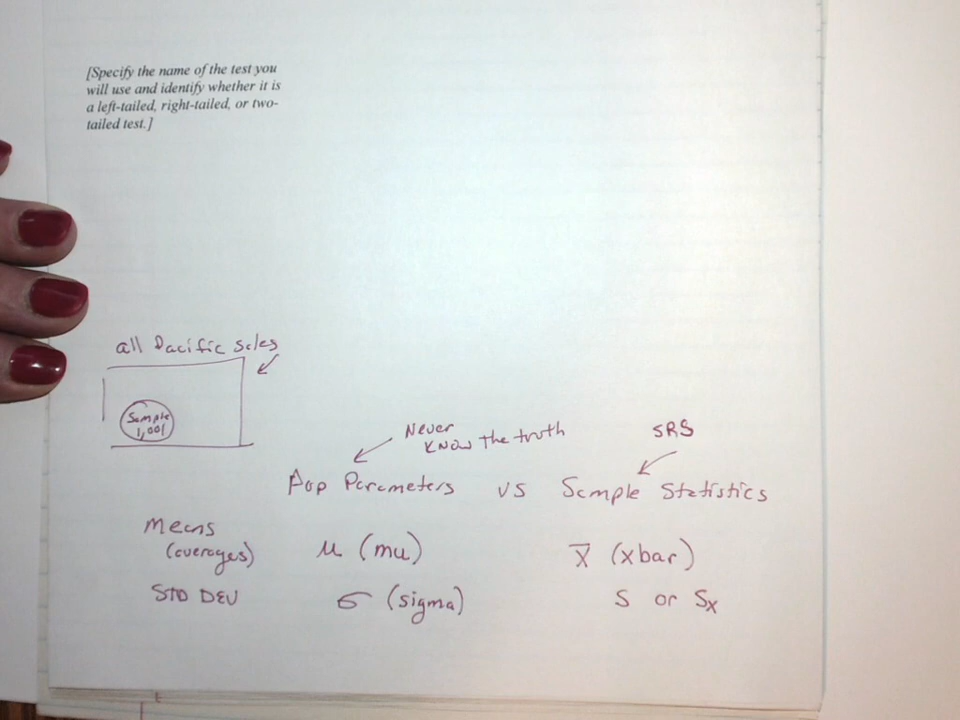 [Specify the name of the test you
will use and identify whether it is
a left-tailed, right-tailed, or two-
tailed test.]
all Pacific Sales
Sample
1,001
Never
KNOW the truth
SRS
Pop Parameters vs Sample Statistics
Means
(averages) μ (mu) x̄ (xbar)
STD DEV σ (sigma) S or Sx